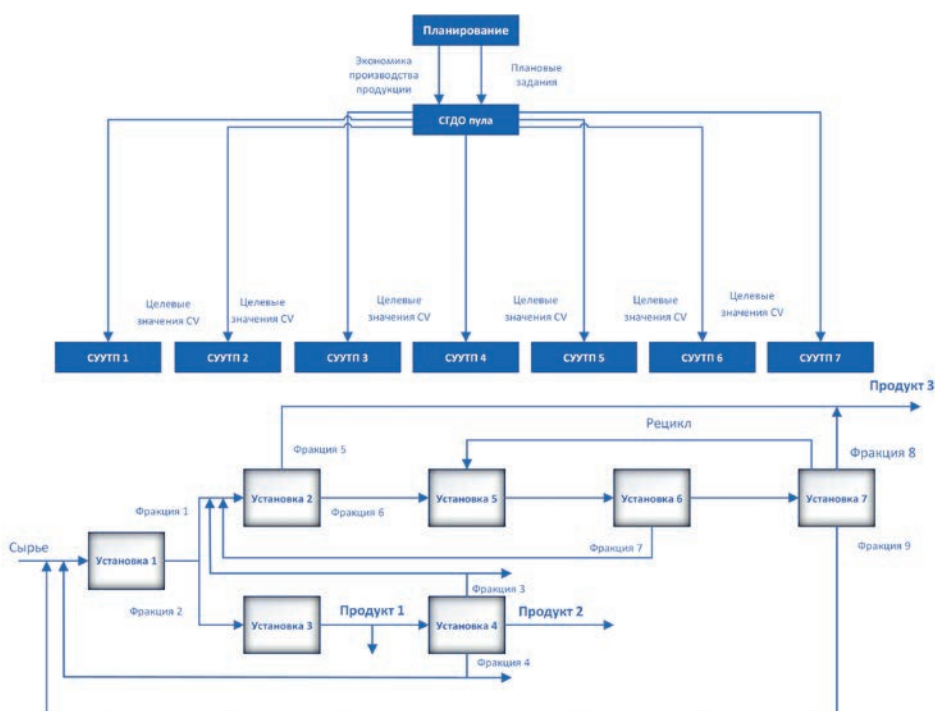 Планирование
Экономика
производства
продукции
Плановые
задания
СГДО пула
Целевые
значения CV
Целевые
значения CV
Целевые
значения CV
Целевые
значения CV
Целевые
значения CV
Целевые
значения CV
СУУТП 1
СУУТП 2
СУУТП 3
СУУТП 4
СУУТП 5
СУУТП 6
СУУТП 7
Продукт 3
Рецикл
Фракция 5
Фракция 8
Установка 2
Установка 5
Установка 6
Установка 7
Фракция 1
Фракция 6
Фракция 7
Фракция 9
Сырье
Установка 1
Фракция 3
Фракция 2
Продукт 1
Продукт 2
Установка 3
Установка 4
Фракция 4